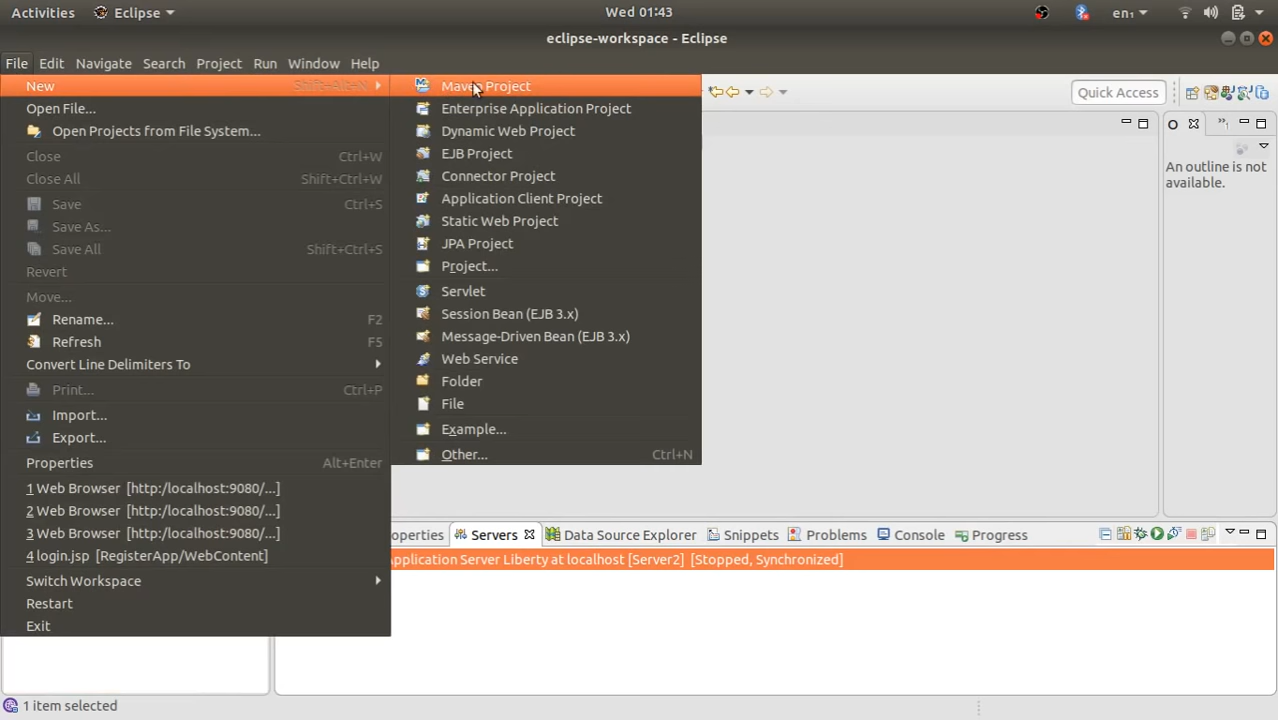 Activities Eclipse Wed 01:43 en₁
eclipse-workspace - Eclipse
File Edit Navigate Search Project Run Window Help
New Shift+Alt+N
Open File...
Open Projects from File System...
Close Ctrl+W
Close All Shift+Ctrl+W
Save Ctrl+S
Save As...
Save All Shift+Ctrl+S
Revert
Move...
Rename... F2
Refresh F5
Convert Line Delimiters To
Print... Ctrl+P
Import...
Export...
Properties Alt+Enter
1 Web Browser [http:/localhost:9080/...]
2 Web Browser [http:/localhost:9080/...]
3 Web Browser [http:/localhost:9080/...]
4 login.jsp [RegisterApp/WebContent]
Switch Workspace
Restart
Exit
Maven Project
Enterprise Application Project
Dynamic Web Project
EJB Project
Connector Project
Application Client Project
Static Web Project
JPA Project
Project...
Servlet
Session Bean (EJB 3.x)
Message-Driven Bean (EJB 3.x)
Web Service
Folder
File
Example...
Other... Ctrl+N
Quick Access
O
An outline is not
available.
operties Servers Data Source Explorer Snippets Problems Console Progress
Application Server Liberty at localhost [Server2] [Stopped, Synchronized]
1 item selected